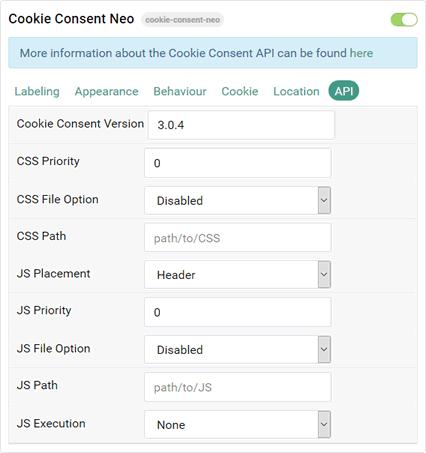 Cookie Consent Neo cookie-consent-neo
More information about the Cookie Consent API can be found here
Labeling Appearance Behaviour Cookie Location API
Cookie Consent Version 3.0.4
CSS Priority 0
CSS File Option Disabled
CSS Path path/to/CSS
JS Placement Header
JS Priority 0
JS File Option Disabled
JS Path path/to/JS
JS Execution None